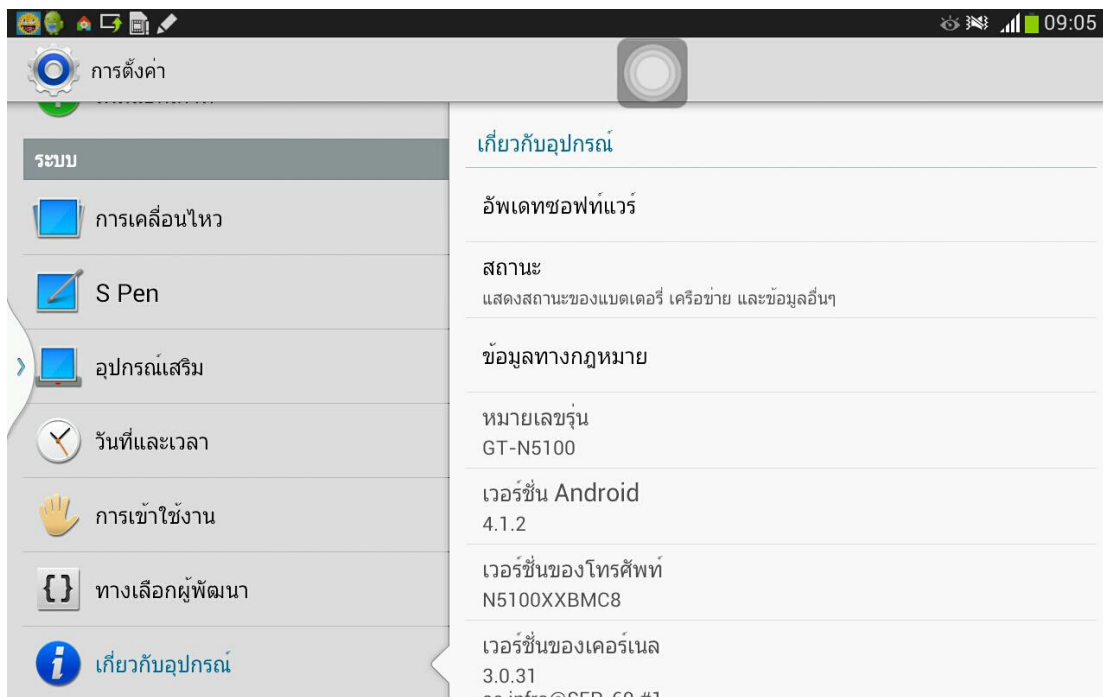 09:05
การตั้งค่า
ระบบ
การเคลื่อนไหว
S Pen
อุปกรณ์เสริม
วันที่และเวลา
การเข้าใช้งาน
ทางเลือกผู้พัฒนา
เกี่ยวกับอุปกรณ์
เกี่ยวกับอุปกรณ์
อัพเดทซอฟท์แวร์
สถานะ
แสดงสถานะของแบตเตอรี่ เครือข่าย และข้อมูลอื่นๆ
ข้อมูลทางกฎหมาย
หมายเลขรุ่น
GT-N5100
เวอร์ชั่น Android
4.1.2
เวอร์ชั่นของโทรศัพท์
N5100XXBMC8
เวอร์ชั่นของเคอร์เนล
3.0.31